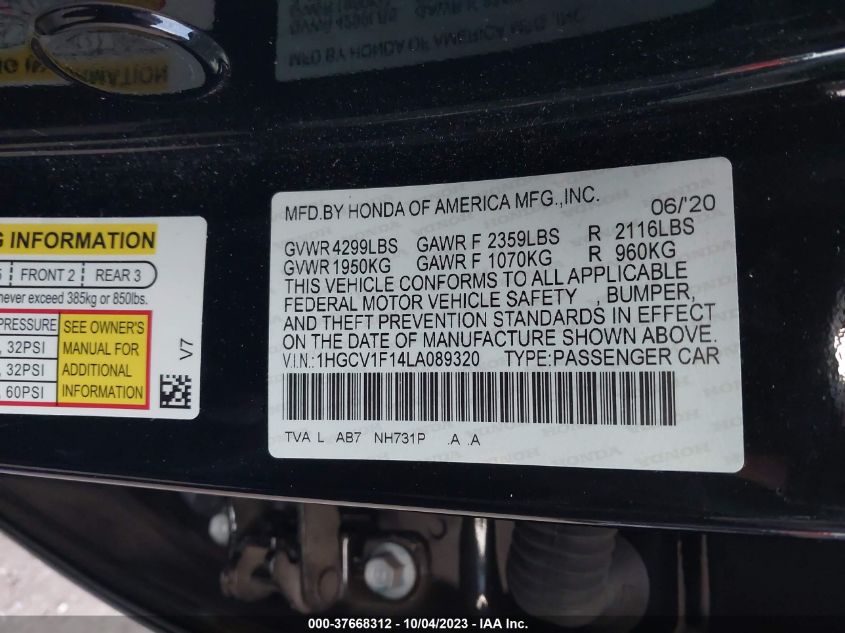 MFD.BY HONDA OF AMERICA MFG.,INC. 06/'20
GVWR 4299LBS GAWR F 2359LBS R 2116LBS
GVWR 1950KG GAWR F 1070KG R 960KG
THIS VEHICLE CONFORMS TO ALL APPLICABLE
FEDERAL MOTOR VEHICLE SAFETY , BUMPER,
AND THEFT PREVENTION STANDARDS IN EFFECT
ON THE DATE OF MANUFACTURE SHOWN ABOVE.
V.I.N.:1HGCV1F14LA089320 TYPE:PASSENGER CAR
TVA L AB7 NH731P .A .A
INFORMATION
FRONT 2 REAR 3
never exceed 385kg or 850lbs.
PRESSURE
, 32PSI
, 32PSI
, 60PSI
SEE OWNER'S
MANUAL FOR
ADDITIONAL
INFORMATION
V7
000-37668312 - 10/04/2023 - IAA Inc.